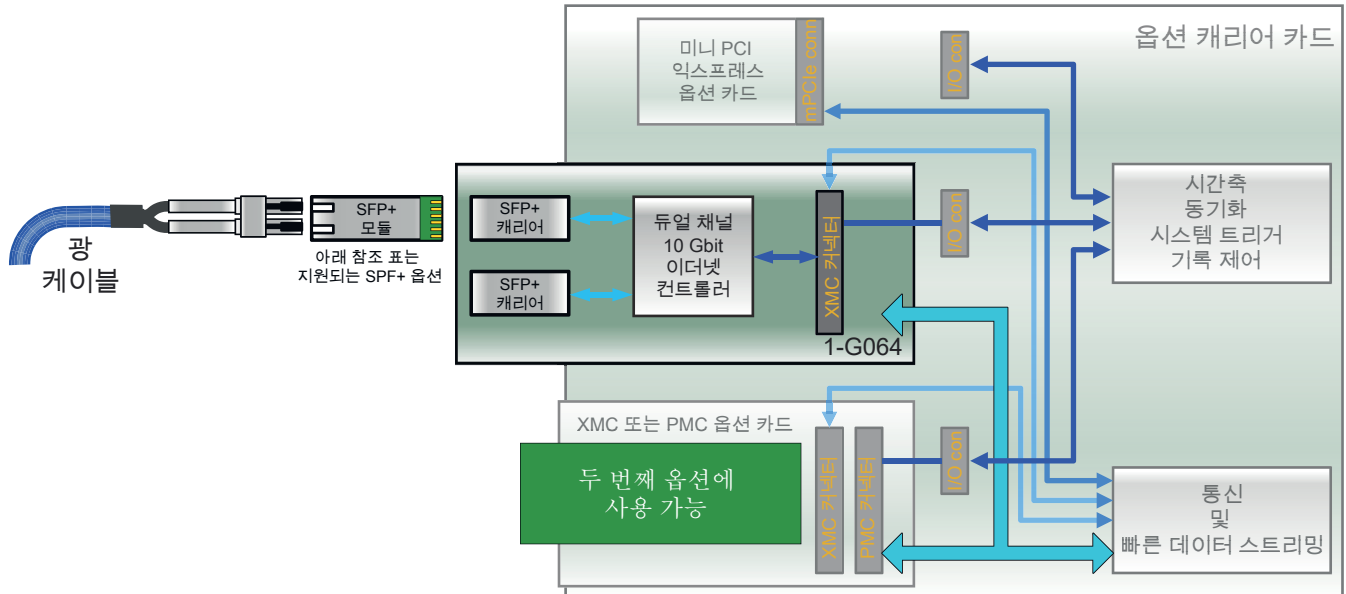 옵션 캐리어 카드
미니 PCI
익스프레스
옵션 카드
mPCIe conn
I/O con
광
케이블
SFP+
모듈
아래 참조 표는
지원되는 SPF+ 옵션
SFP+
캐리어
SFP+
캐리어
듀얼 채널
10 Gbit
이더넷
컨트롤러
XMC 커넥터
1-G064
I/O con
시간축
동기화
시스템 트리거
기록 제어
XMC 또는 PMC 옵션 카드
두 번째 옵션에
사용 가능
XMC 커넥터
PMC 커넥터
I/O con
통신
및
빠른 데이터 스트리밍